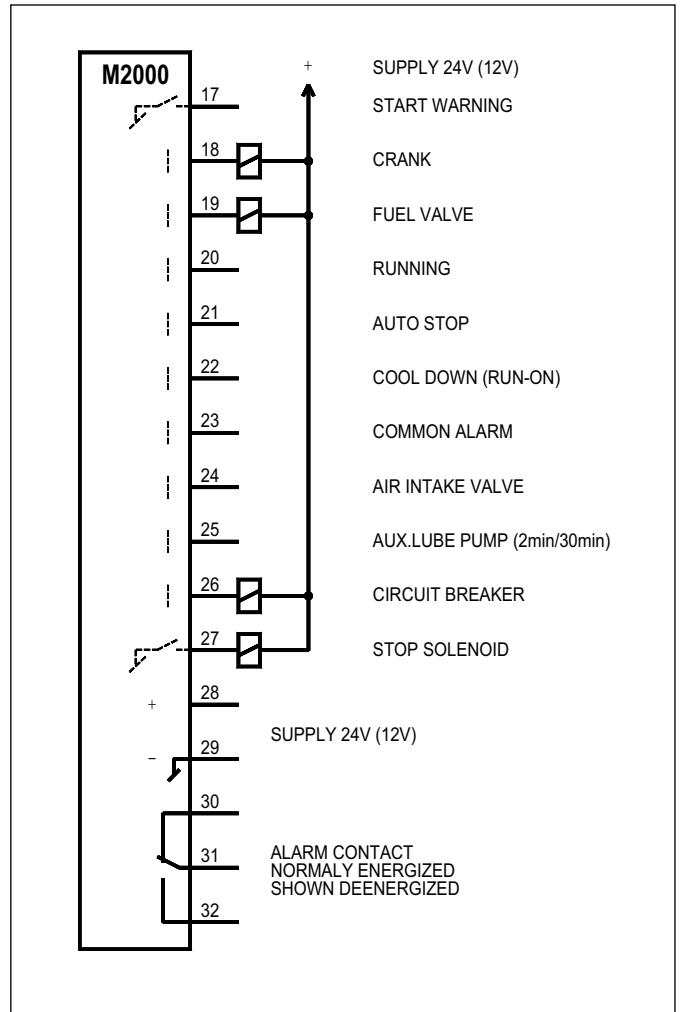 M2000
+ SUPPLY 24V (12V)
17 START WARNING
18 CRANK
19 FUEL VALVE
20 RUNNING
21 AUTO STOP
22 COOL DOWN (RUN-ON)
23 COMMON ALARM
24 AIR INTAKE VALVE
25 AUX.LUBE PUMP (2min/30min)
26 CIRCUIT BREAKER
27 STOP SOLENOID
+ 28
SUPPLY 24V (12V)
− 29
30
31 ALARM CONTACT
NORMALY ENERGIZED
SHOWN DEENERGIZED
32